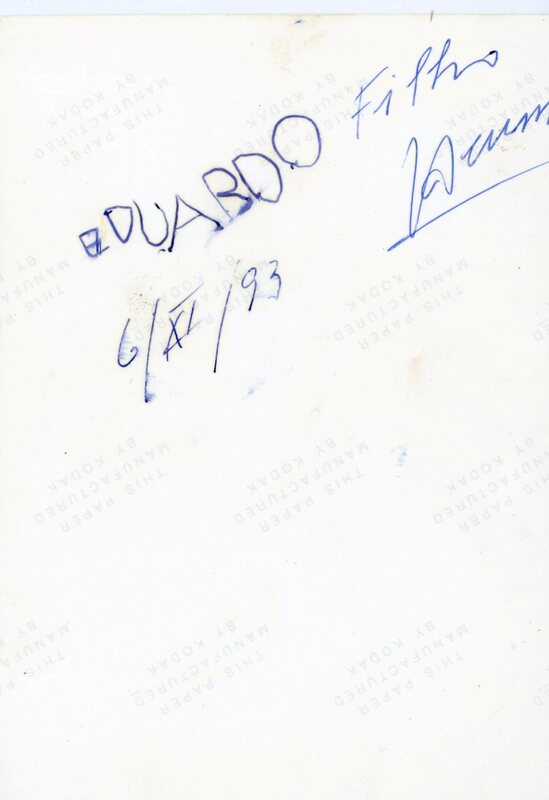 EDUARDO Filho
6/XI/'93
THIS PAPER
MANUFACTURED
BY KODAK